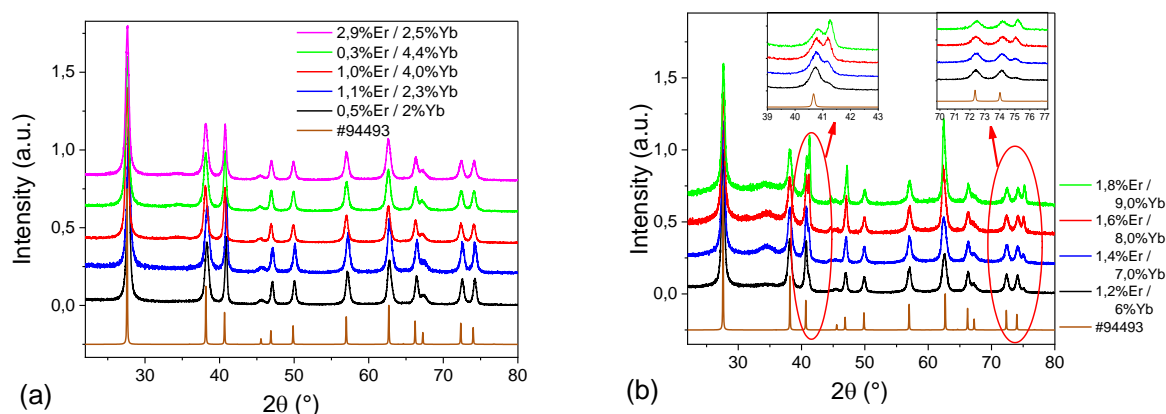 2,9%Er / 2,5%Yb
0,3%Er / 4,4%Yb
1,0%Er / 4,0%Yb
1,1%Er / 2,3%Yb
0,5%Er / 2%Yb
#94493
1,5
1,0
0,5
0,0
Intensity (a.u.)
30 40 50 60 70 80
2θ (°)
(a)
39 40 41 42 43
70 71 72 73 74 75 76 77
2,0
1,5
1,0
0,5
0,0
Intensity (a.u.)
1,8%Er /
9,0%Yb
1,6%Er /
8,0%Yb
1,4%Er /
7,0%Yb
1,2%Er /
6%Yb
#94493
30 40 50 60 70 80
2θ (°)
(b)